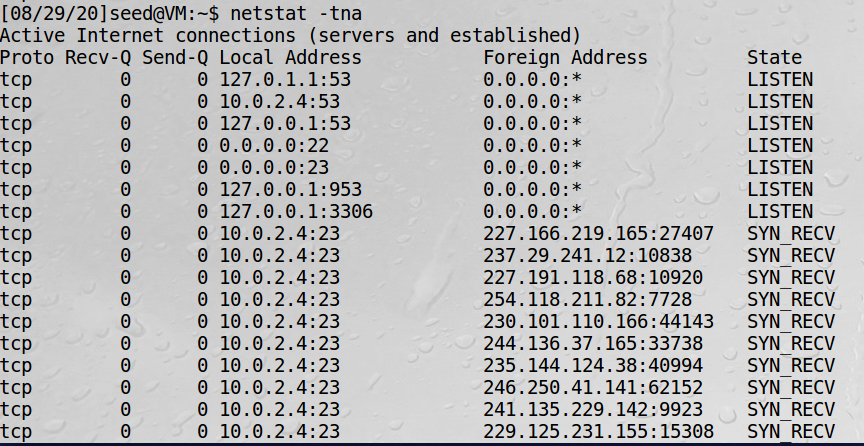 [08/29/20]seed@VM:~$ netstat -tna
Active Internet connections (servers and established)
Proto Recv-Q Send-Q Local Address           Foreign Address         State
tcp        0      0 127.0.1.1:53            0.0.0.0:*               LISTEN
tcp        0      0 10.0.2.4:53             0.0.0.0:*               LISTEN
tcp        0      0 127.0.0.1:53            0.0.0.0:*               LISTEN
tcp        0      0 0.0.0.0:22              0.0.0.0:*               LISTEN
tcp        0      0 0.0.0.0:23              0.0.0.0:*               LISTEN
tcp        0      0 127.0.0.1:953           0.0.0.0:*               LISTEN
tcp        0      0 127.0.0.1:3306          0.0.0.0:*               LISTEN
tcp        0      0 10.0.2.4:23             227.166.219.165:27407   SYN_RECV
tcp        0      0 10.0.2.4:23             237.29.241.12:10838     SYN_RECV
tcp        0      0 10.0.2.4:23             227.191.118.68:10920    SYN_RECV
tcp        0      0 10.0.2.4:23             254.118.211.82:7728     SYN_RECV
tcp        0      0 10.0.2.4:23             230.101.110.166:44143   SYN_RECV
tcp        0      0 10.0.2.4:23             244.136.37.165:33738    SYN_RECV
tcp        0      0 10.0.2.4:23             235.144.124.38:40994    SYN_RECV
tcp        0      0 10.0.2.4:23             246.250.41.141:62152    SYN_RECV
tcp        0      0 10.0.2.4:23             241.135.229.142:9923    SYN_RECV
tcp        0      0 10.0.2.4:23             229.125.231.155:15308   SYN_RECV